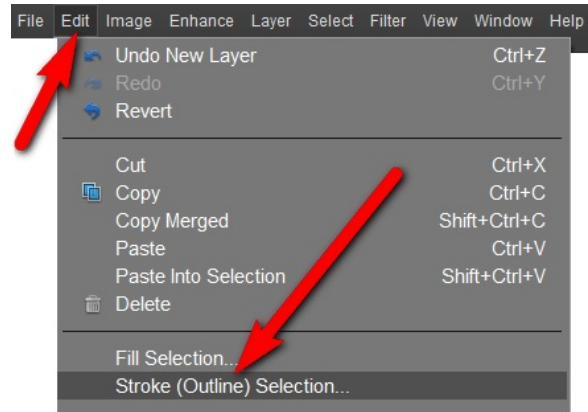 File Edit Image Enhance Layer Select Filter View Window Help
Undo New Layer Ctrl+Z
Redo Ctrl+Y
Revert
Cut Ctrl+X
Copy Ctrl+C
Copy Merged Shift+Ctrl+C
Paste Ctrl+V
Paste Into Selection Shift+Ctrl+V
Delete
Fill Selection...
Stroke (Outline) Selection...